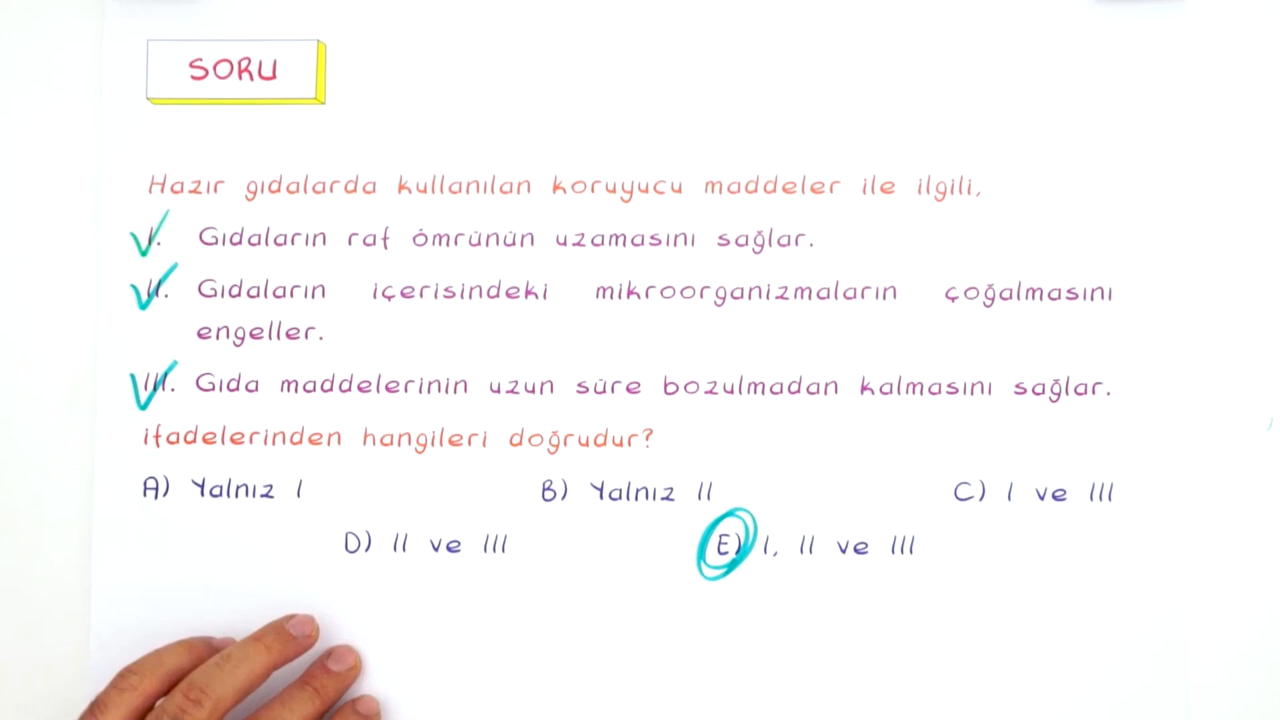 SORU
Hazır gıdalarda kullanılan koruyucu maddeler ile ilgili,
I. Gıdaların raf ömrünün uzamasını sağlar.
II. Gıdaların içerisindeki mikroorganizmaların çoğalmasını
engeller.
III. Gıda maddelerinin uzun süre bozulmadan kalmasını sağlar.
ifadelerinden hangileri doğrudur?
A) Yalnız I B) Yalnız II C) I ve III
D) II ve III E) I, II ve III